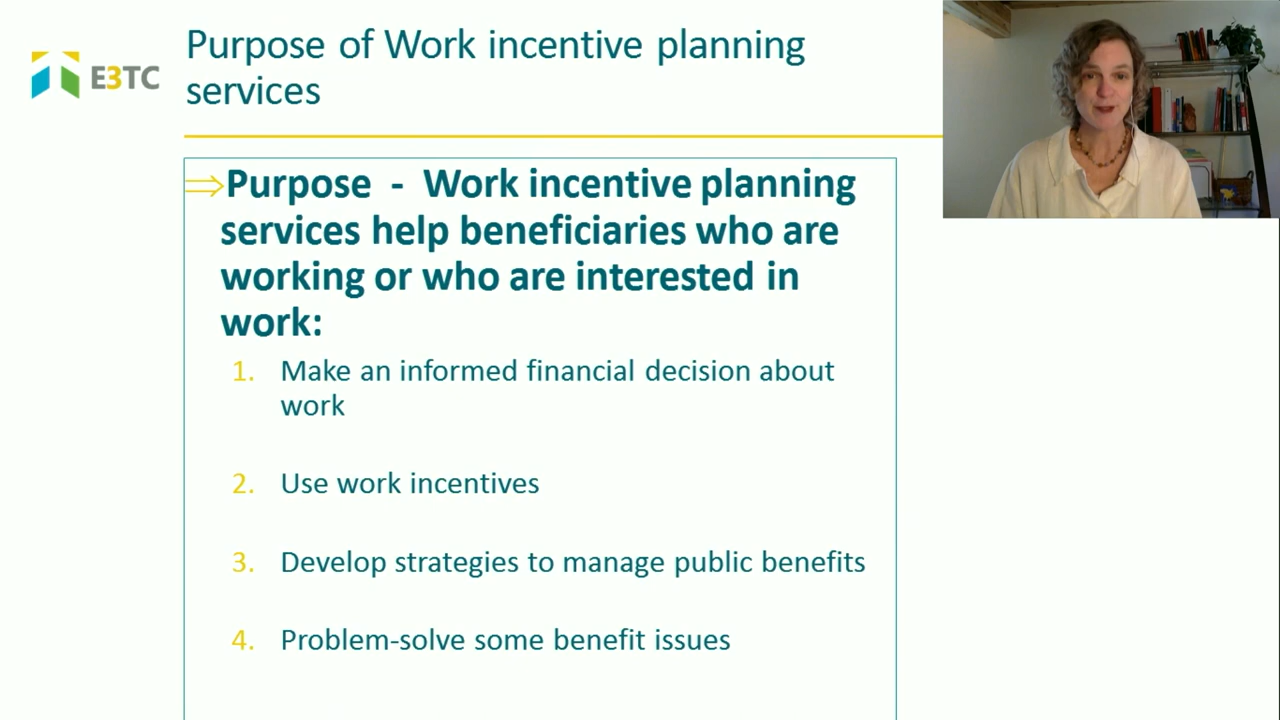 Purpose of Work incentive planning
services
E3TC
⇒Purpose - Work incentive planning
services help beneficiaries who are
working or who are interested in
work:
1. Make an informed financial decision about
work
2. Use work incentives
3. Develop strategies to manage public benefits
4. Problem-solve some benefit issues